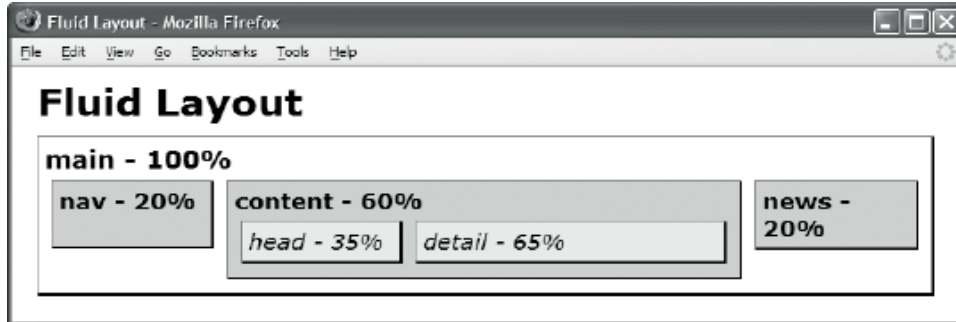 Fluid Layout - Mozilla Firefox
File Edit View Go Bookmarks Tools Help
Fluid Layout
main - 100%
nav - 20%
content - 60%
head - 35%
detail - 65%
news -
20%